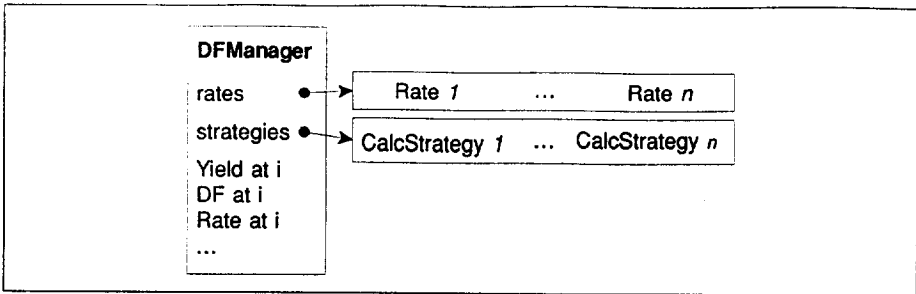 DFManager
rates
Rate 1 ... Rate n
strategies
CalcStrategy 1 ... CalcStrategy n
Yield at i
DF at i
Rate at i
...